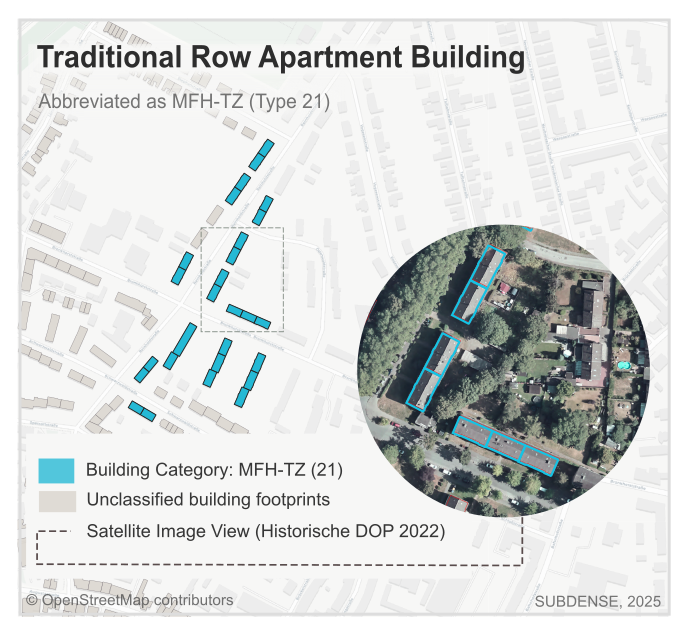 Traditional Row Apartment Building
Abbreviated as MFH-TZ (Type 21)
Building Category: MFH-TZ (21)
Unclassified building footprints
Satellite Image View (Historische DOP 2022)
© OpenStreetMap contributors
SUBDENSE, 2025